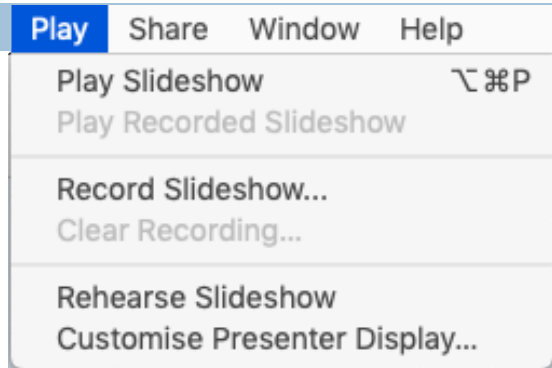 Play Share Window Help
Play Slideshow ⌥⌘P
Play Recorded Slideshow
Record Slideshow...
Clear Recording...
Rehearse Slideshow
Customise Presenter Display...